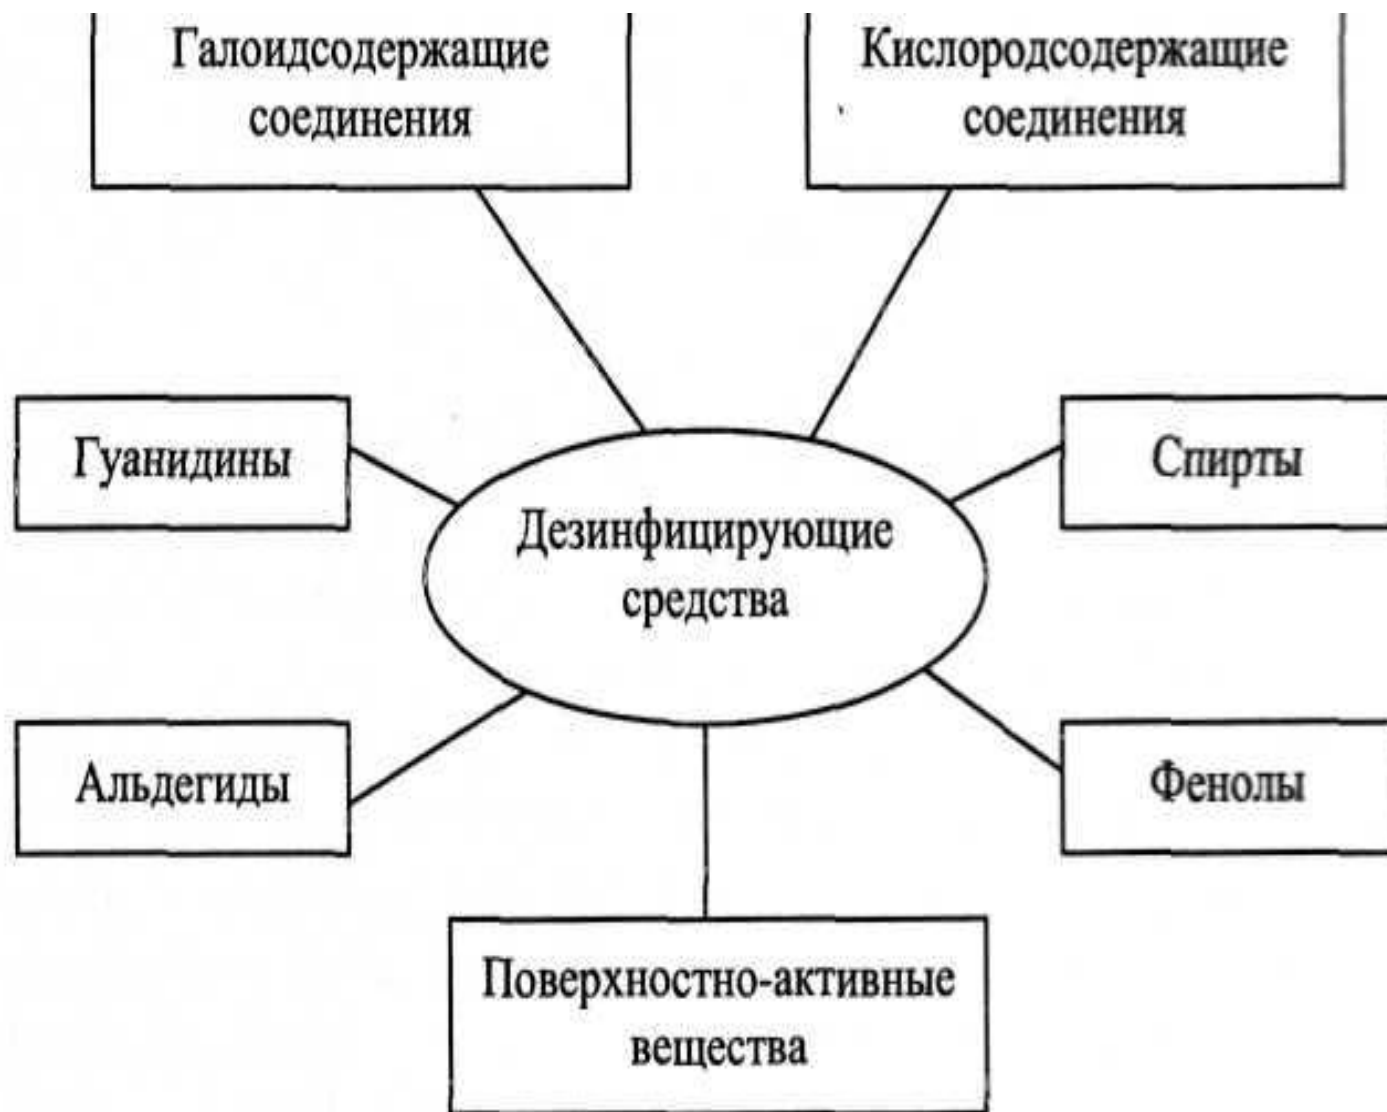 Галоидсодержащие
соединения
Кислородсодержащие
соединения
Гуанидины
Спирты
Дезинфицирующие
средства
Альдегиды
Фенолы
Поверхностно-активные
вещества